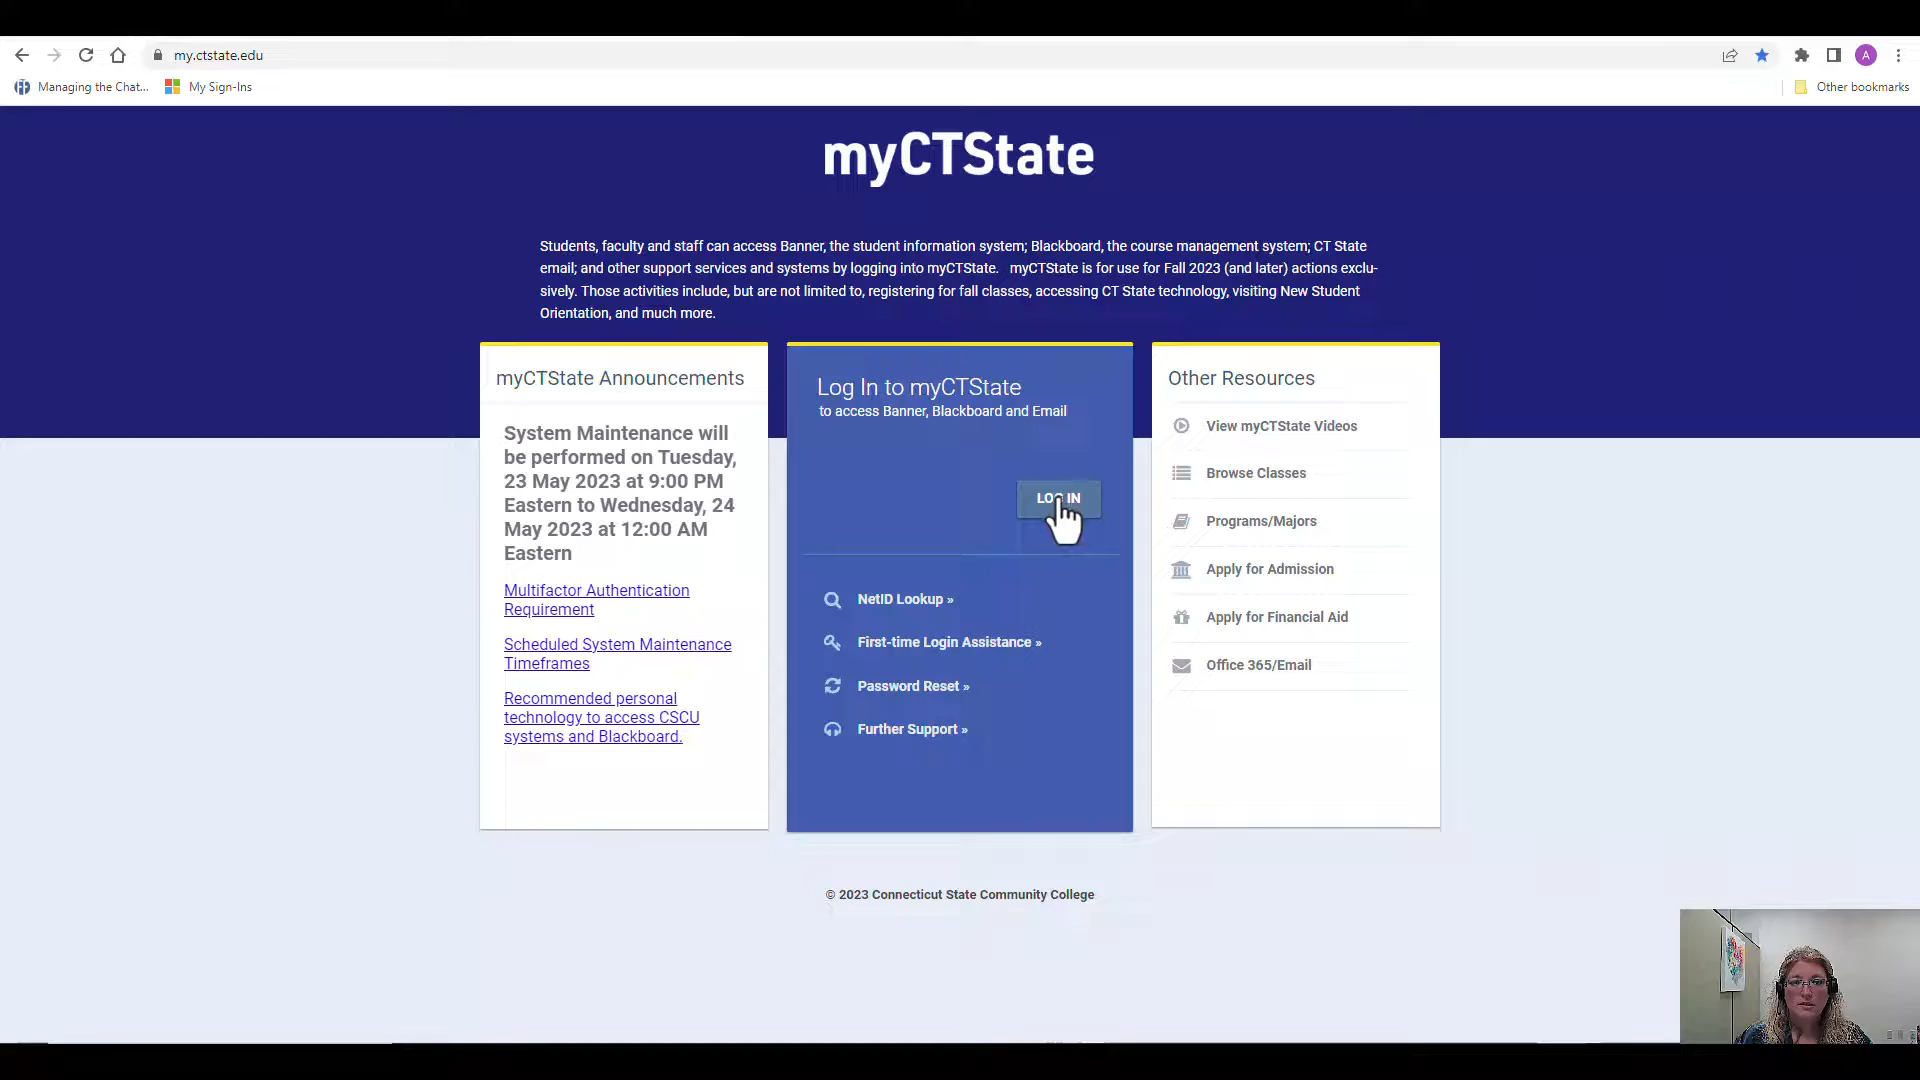 my.ctstate.edu
A
Managing the Chat...
My Sign-Ins
Other bookmarks
myCTState
Students, faculty and staff can access Banner, the student information system; Blackboard, the course management system; CT State
email; and other support services and systems by logging into myCTState. myCTState is for use for Fall 2023 (and later) actions exclu-
sively. Those activities include, but are not limited to, registering for fall classes, accessing CT State technology, visiting New Student
Orientation, and much more.
myCTState Announcements
System Maintenance will
be performed on Tuesday,
23 May 2023 at 9:00 PM
Eastern to Wednesday, 24
May 2023 at 12:00 AM
Eastern
Multifactor Authentication
Requirement
Scheduled System Maintenance
Timeframes
Recommended personal
technology to access CSCU
systems and Blackboard.
Log In to myCTState
to access Banner, Blackboard and Email
LOG IN
NetID Lookup »
First-time Login Assistance »
Password Reset »
Further Support »
Other Resources
View myCTState Videos
Browse Classes
Programs/Majors
Apply for Admission
Apply for Financial Aid
Office 365/Email
© 2023 Connecticut State Community College